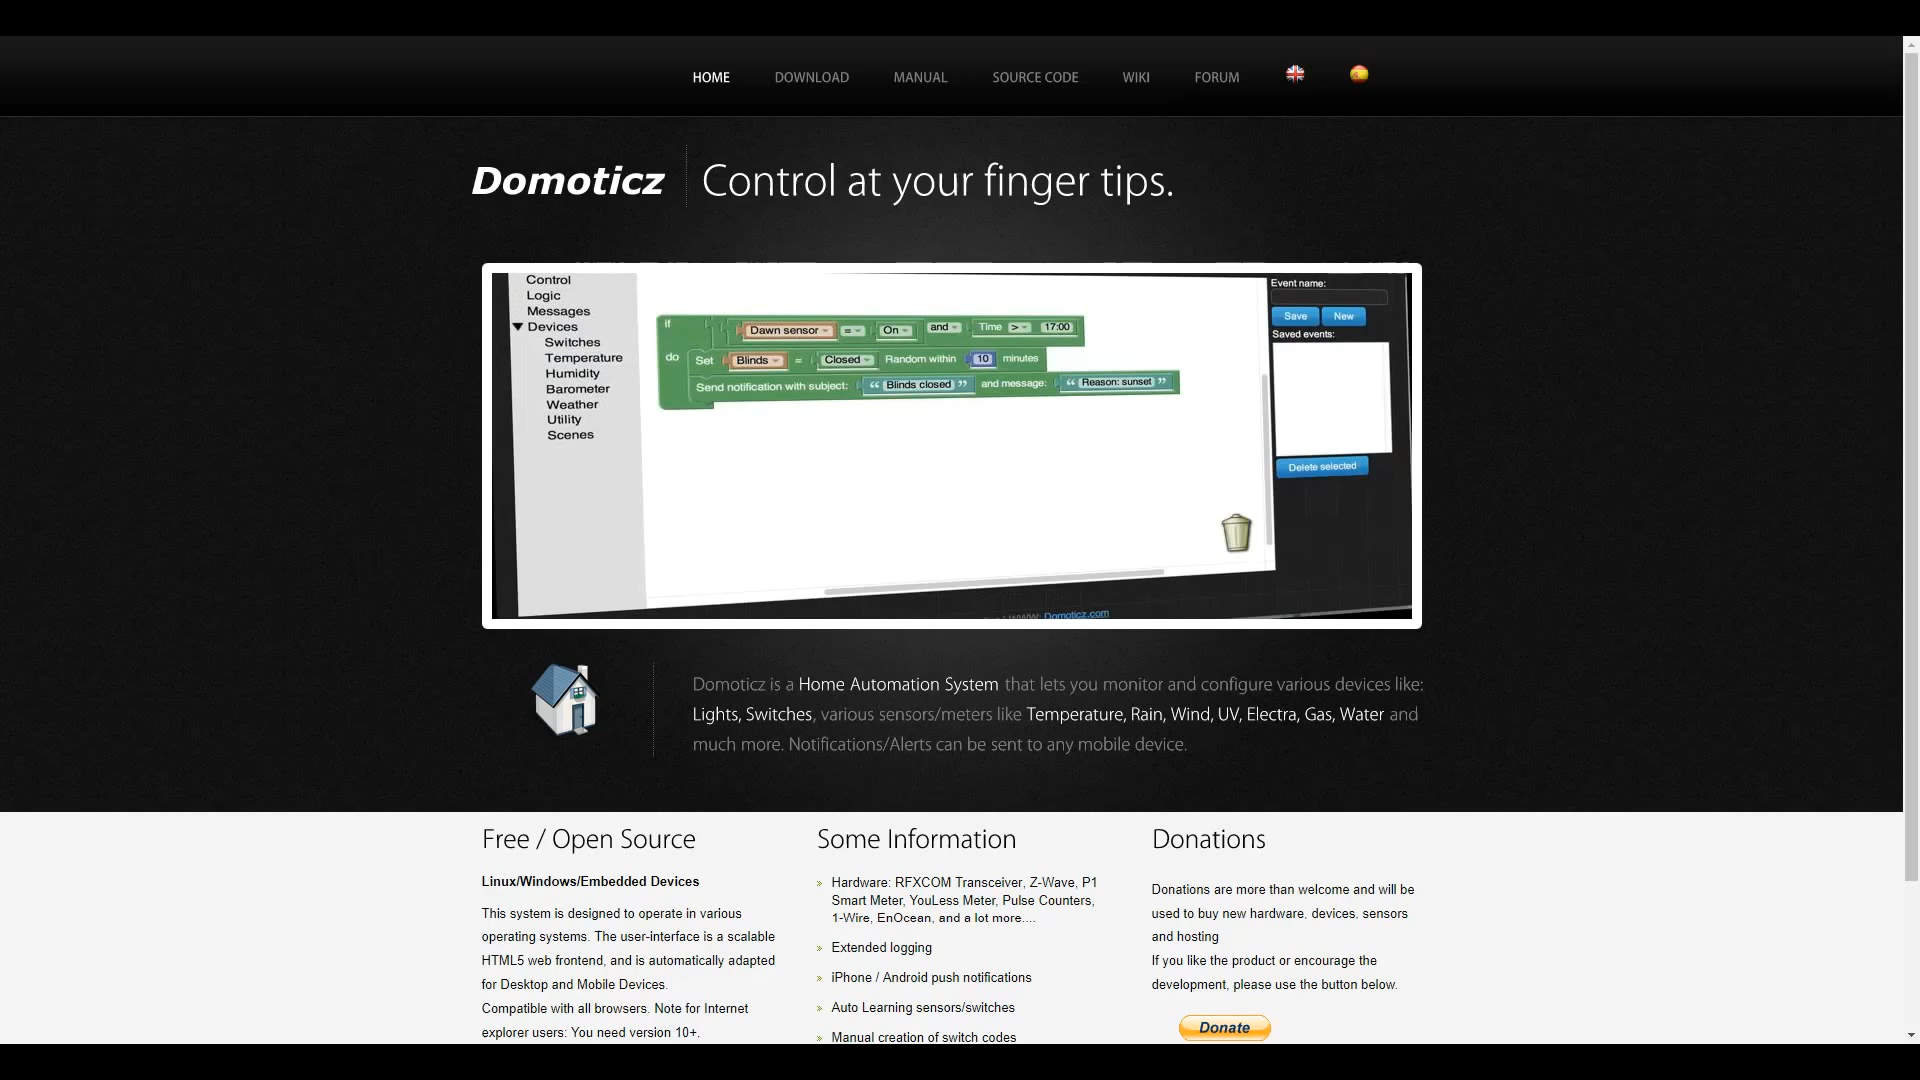 HOME DOWNLOAD MANUAL SOURCE CODE WIKI FORUM
Domoticz Control at your finger tips.
Control
Logic
Messages
Devices
Switches
Temperature
Humidity
Barometer
Weather
Utility
Scenes
if Dawn sensor = On and Time > 17:00
do Set Blinds = Closed Random within 10 minutes
Send notification with subject: “ Blinds closed ” and message: “ Reason: sunset ”
Event name:
Save New
Saved events:
Delete selected
WWW: Domoticz.com
Domoticz is a Home Automation System that lets you monitor and configure various devices like:
Lights, Switches, various sensors/meters like Temperature, Rain, Wind, UV, Electra, Gas, Water and
much more. Notifications/Alerts can be sent to any mobile device.
Free / Open Source
Linux/Windows/Embedded Devices
This system is designed to operate in various
operating systems. The user-interface is a scalable
HTML5 web frontend, and is automatically adapted
for Desktop and Mobile Devices.
Compatible with all browsers. Note for Internet
explorer users: You need version 10+.
Some Information
» Hardware: RFXCOM Transceiver, Z-Wave, P1
Smart Meter, YouLess Meter, Pulse Counters,
1-Wire, EnOcean, and a lot more....
» Extended logging
» iPhone / Android push notifications
» Auto Learning sensors/switches
» Manual creation of switch codes
Donations
Donations are more than welcome and will be
used to buy new hardware, devices, sensors
and hosting
If you like the product or encourage the
development, please use the button below.
Donate